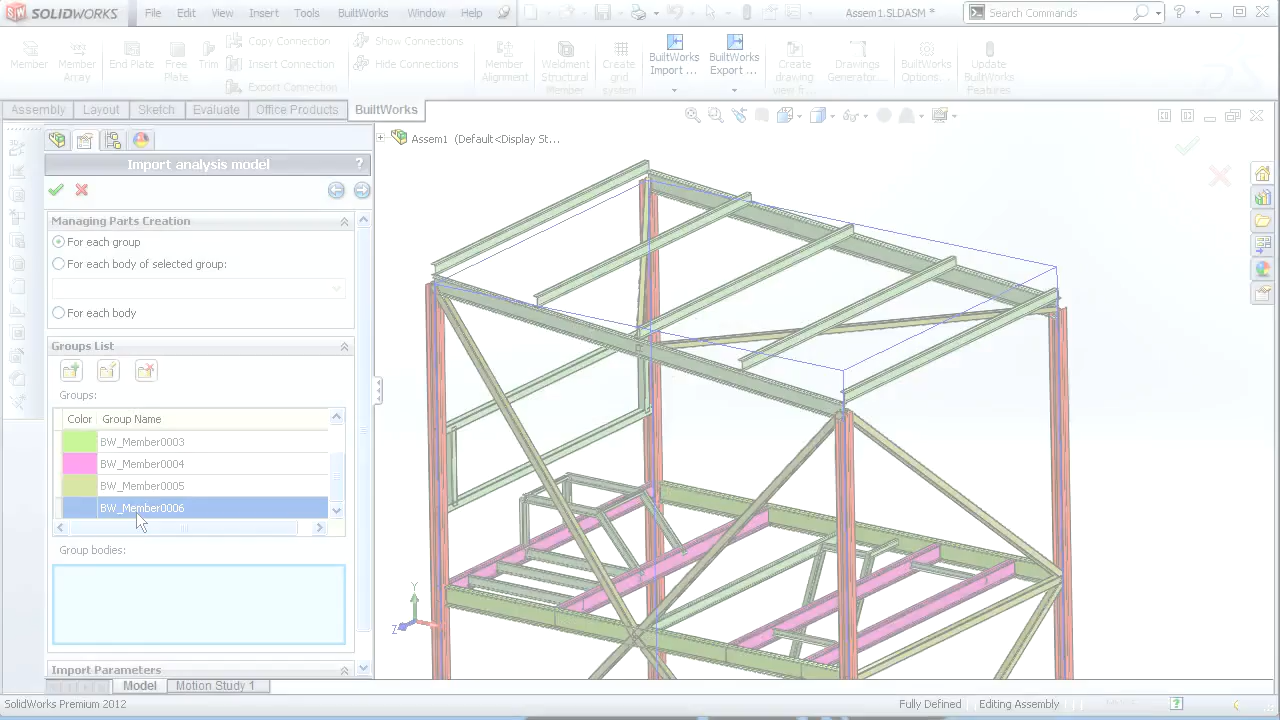 SW SOLIDWORKS File Edit View Insert Tools BuiltWorks Window Help Assem1.SLDASM * Search Commands ?
Copy Connection Show Connections
Insert Connection Hide Connections
Export Connection
Member Member Array End Plate Free Plate Trim Member Alignment Weldment Structural Member Create grid system BuiltWorks Import ... BuiltWorks Export ... Create drawing view fr... Drawings Generator... BuiltWorks Options... Update BuiltWorks Features
Assembly Layout Sketch Evaluate Office Products BuiltWorks
Assem1 (Default<Display St...
Import analysis model ?
Managing Parts Creation
For each group
For each body of selected group:
For each body
Groups List
Groups:
Color Group Name
BW_Member0003
BW_Member0004
BW_Member0005
BW_Member0006
Group bodies:
Import Parameters
Y
Z
Model Motion Study 1
SolidWorks Premium 2012 Fully Defined Editing Assembly ?